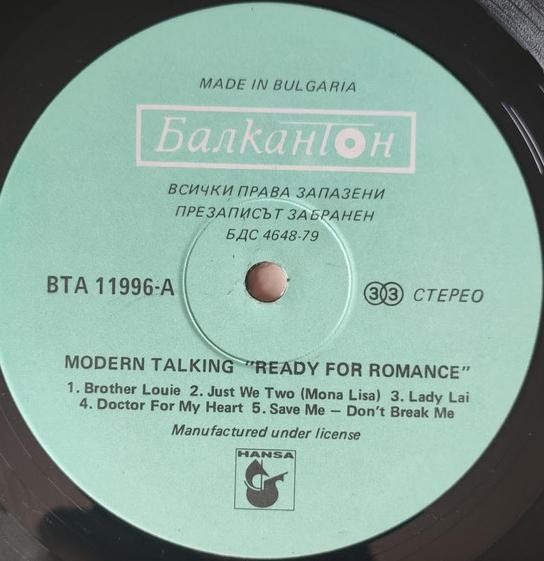 MADE IN BULGARIA
Балкантон
ВСИЧКИ ПРАВА ЗАПАЗЕНИ
ПРЕЗАПИСЪТ ЗАБРАНЕН
БДС 4648-79
ВТА 11996-А
33 СТЕРЕО
MODERN TALKING "READY FOR ROMANCE"
1. Brother Louie 2. Just We Two (Mona Lisa) 3. Lady Lai
4. Doctor For My Heart 5. Save Me — Don't Break Me
Manufactured under license
HANSA